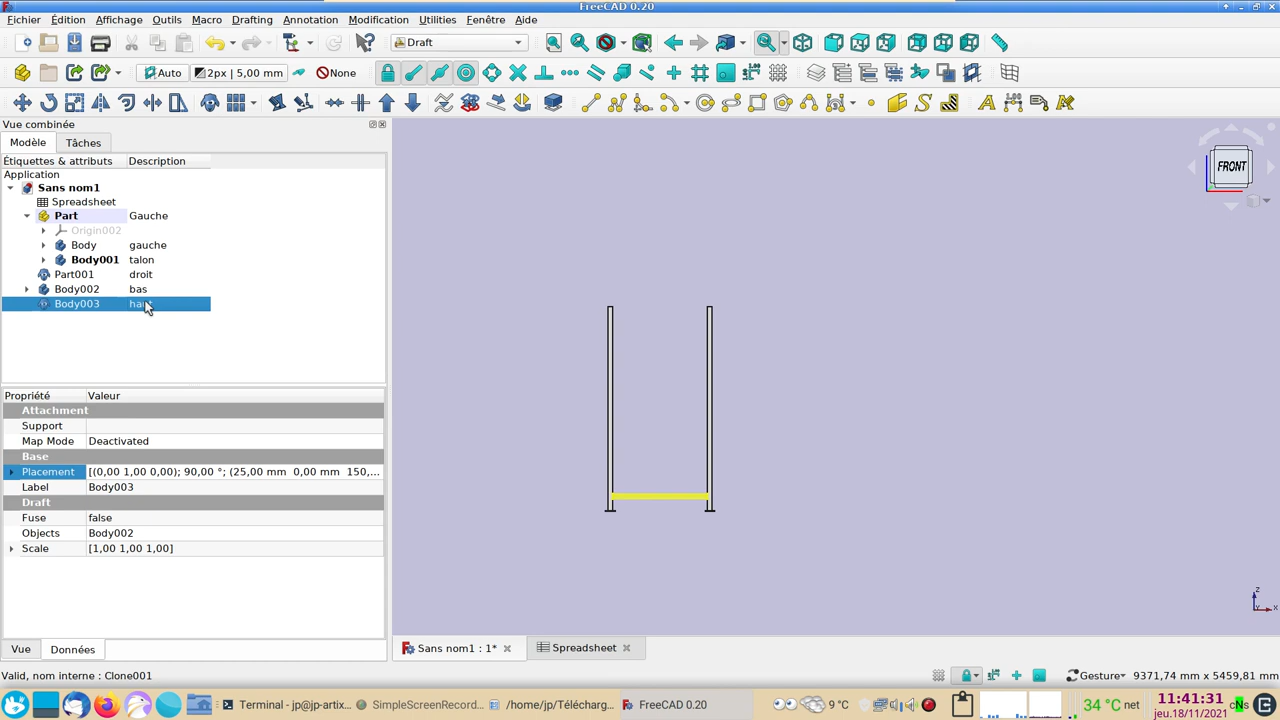 FreeCAD 0.20
Fichier Édition Affichage Outils Macro Drafting Annotation Modification Utilities Fenêtre Aide
Draft
Auto 2px | 5,00 mm None
Vue combinée
Modèle Tâches
Étiquettes & attributs Description
Application
Sans nom1
Spreadsheet
Part Gauche
Origin002
Body gauche
Body001 talon
Part001 droit
Body002 bas
Body003
FRONT
Propriété Valeur
Attachment
Support
Map Mode Deactivated
Base
Placement [(0,00 1,00 0,00); 90,00 °; (25,00 mm 0,00 mm 150,...
Label Body003
Draft
Fuse false
Objects Body002
Scale [1,00 1,00 1,00]
z
x
Vue Données
Sans nom1 : 1* Spreadsheet
Valid, nom interne : Clone001
Gesture 9371,74 mm x 5459,81 mm
Terminal - jp@jp-artix... SimpleScreenRecord... /home/jp/Télécharg... FreeCAD 0.20
9 °C
34 °C net
11:41:31
jeu.18/11/2021
cNs